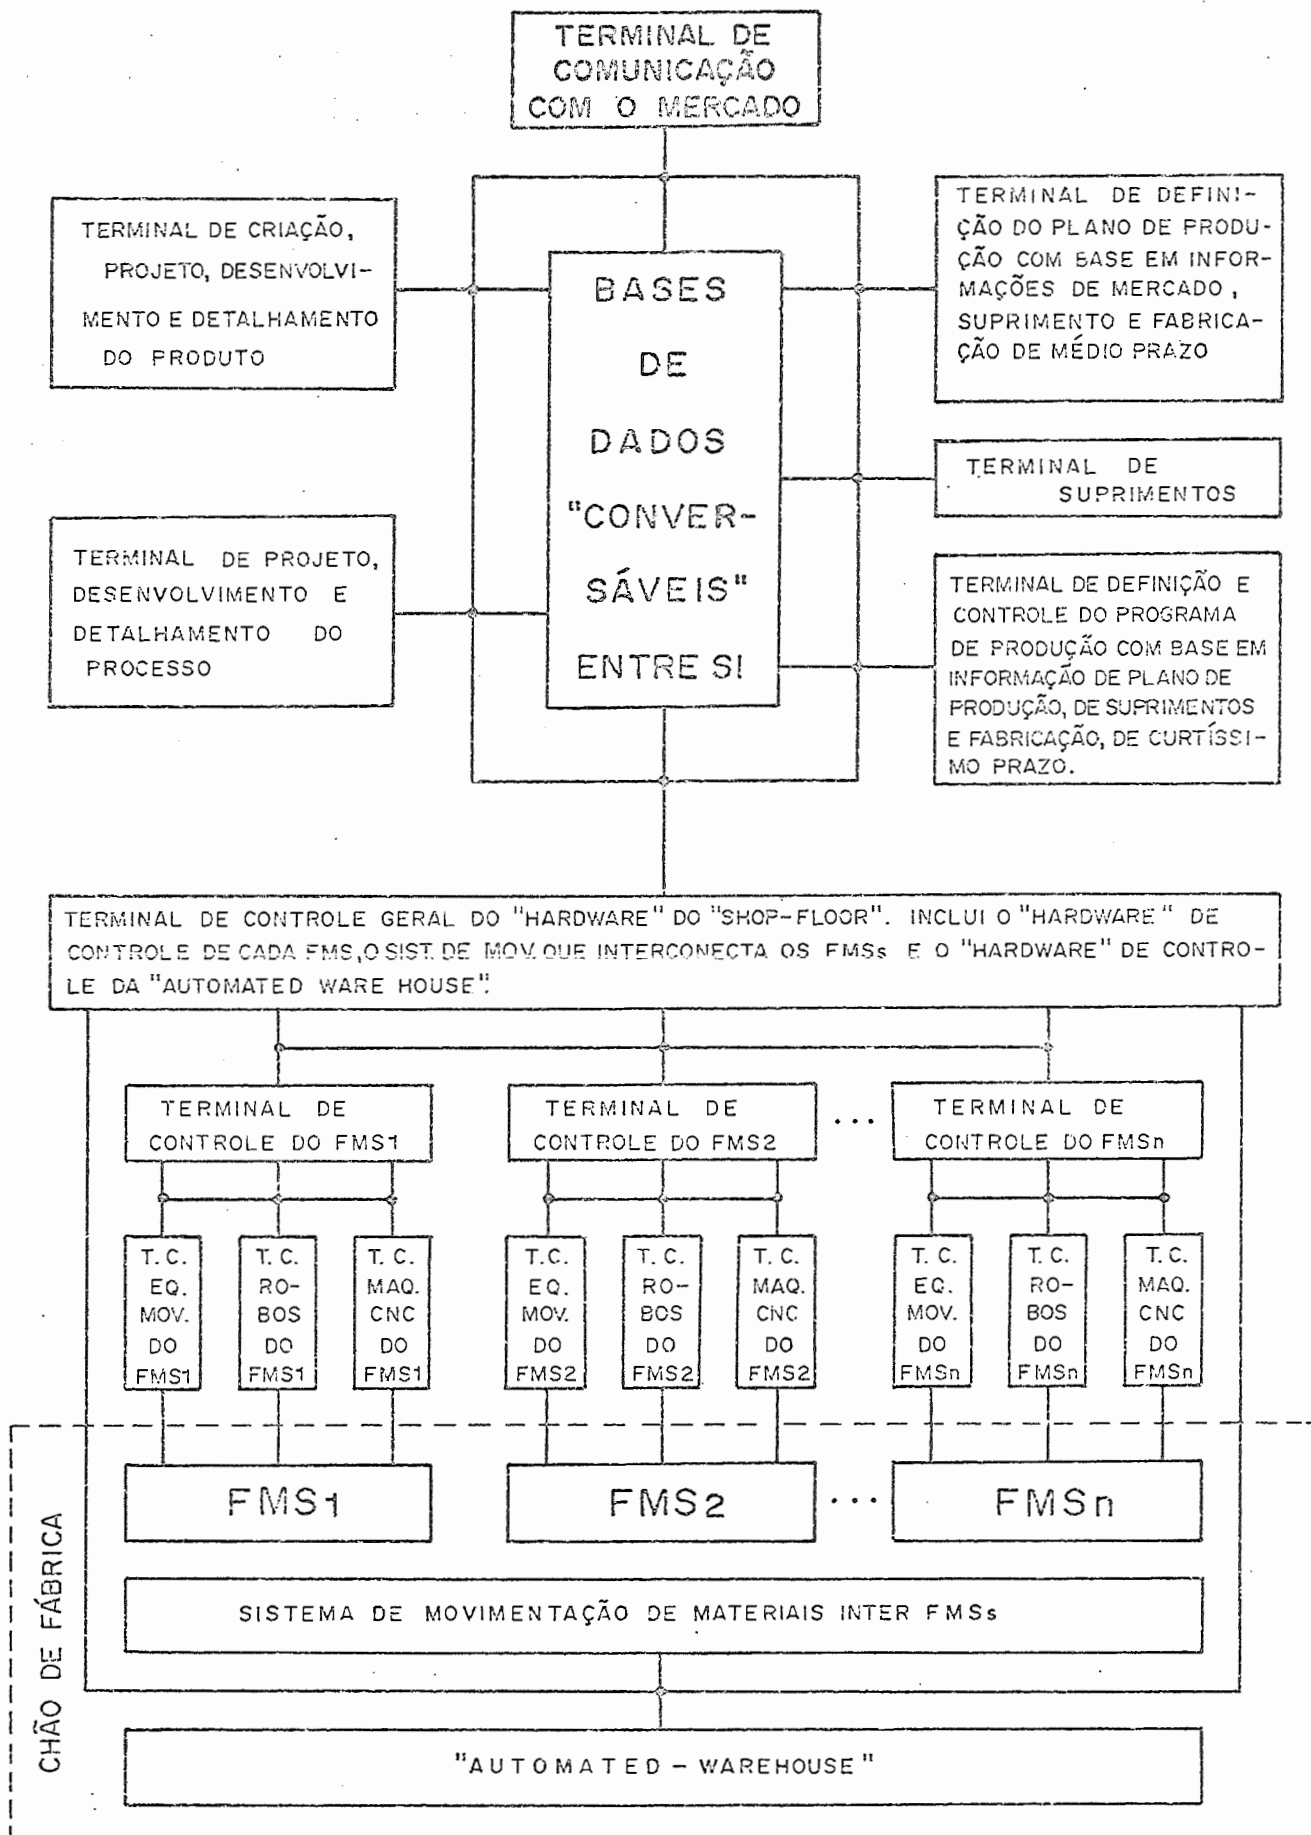 TERMINAL DE
COMUNICAÇÃO
COM O MERCADO
TERMINAL DE CRIAÇÃO,
PROJETO, DESENVOLVI-
MENTO E DETALHAMENTO
DO PRODUTO
TERMINAL DE PROJETO,
DESENVOLVIMENTO E
DETALHAMENTO DO
PROCESSO
BASES
DE
DADOS
"CONVER-
SÁVEIS"
ENTRE SI
TERMINAL DE DEFINI-
ÇÃO DO PLANO DE PRODU-
ÇÃO COM BASE EM INFOR-
MAÇÕES DE MERCADO,
SUPRIMENTO E FABRICA-
ÇÃO DE MÉDIO PRAZO
TERMINAL DE
SUPRIMENTOS
TERMINAL DE DEFINIÇÃO E
CONTROLE DO PROGRAMA
DE PRODUÇÃO COM BASE EM
INFORMAÇÃO DE PLANO DE
PRODUÇÃO, DE SUPRIMENTOS
E FABRICAÇÃO, DE CURTÍSSI-
MO PRAZO.
TERMINAL DE CONTROLE GERAL DO "HARDWARE" DO "SHOP-FLOOR". INCLUI O "HARDWARE" DE
CONTROLE DE CADA FMS, O SIST. DE MOV. QUE INTERCONECTA OS FMSs E O "HARDWARE" DE CONTRO-
LE DA "AUTOMATED WARE HOUSE".
TERMINAL DE
CONTROLE DO FMS1
TERMINAL DE
CONTROLE DO FMS2
...
TERMINAL DE
CONTROLE DO FMSn
T. C.
EQ.
MOV.
DO
FMS1
T. C.
RO-
BOS
DO
FMS1
T. C.
MAQ.
CNC
DO
FMS1
T. C.
EQ.
MOV.
DO
FMS2
T. C.
RO-
BOS
DO
FMS2
T. C.
MAQ.
CNC
DO
FMS2
T. C.
EQ.
MOV.
DO
FMSn
T. C.
RO-
BOS
DO
FMSn
T. C.
MAQ.
CNC
DO
FMSn
CHÃO DE FÁBRICA
FMS1
FMS2
...
FMSn
SISTEMA DE MOVIMENTAÇÃO DE MATERIAIS INTER FMSs
"AUTOMATED - WAREHOUSE"